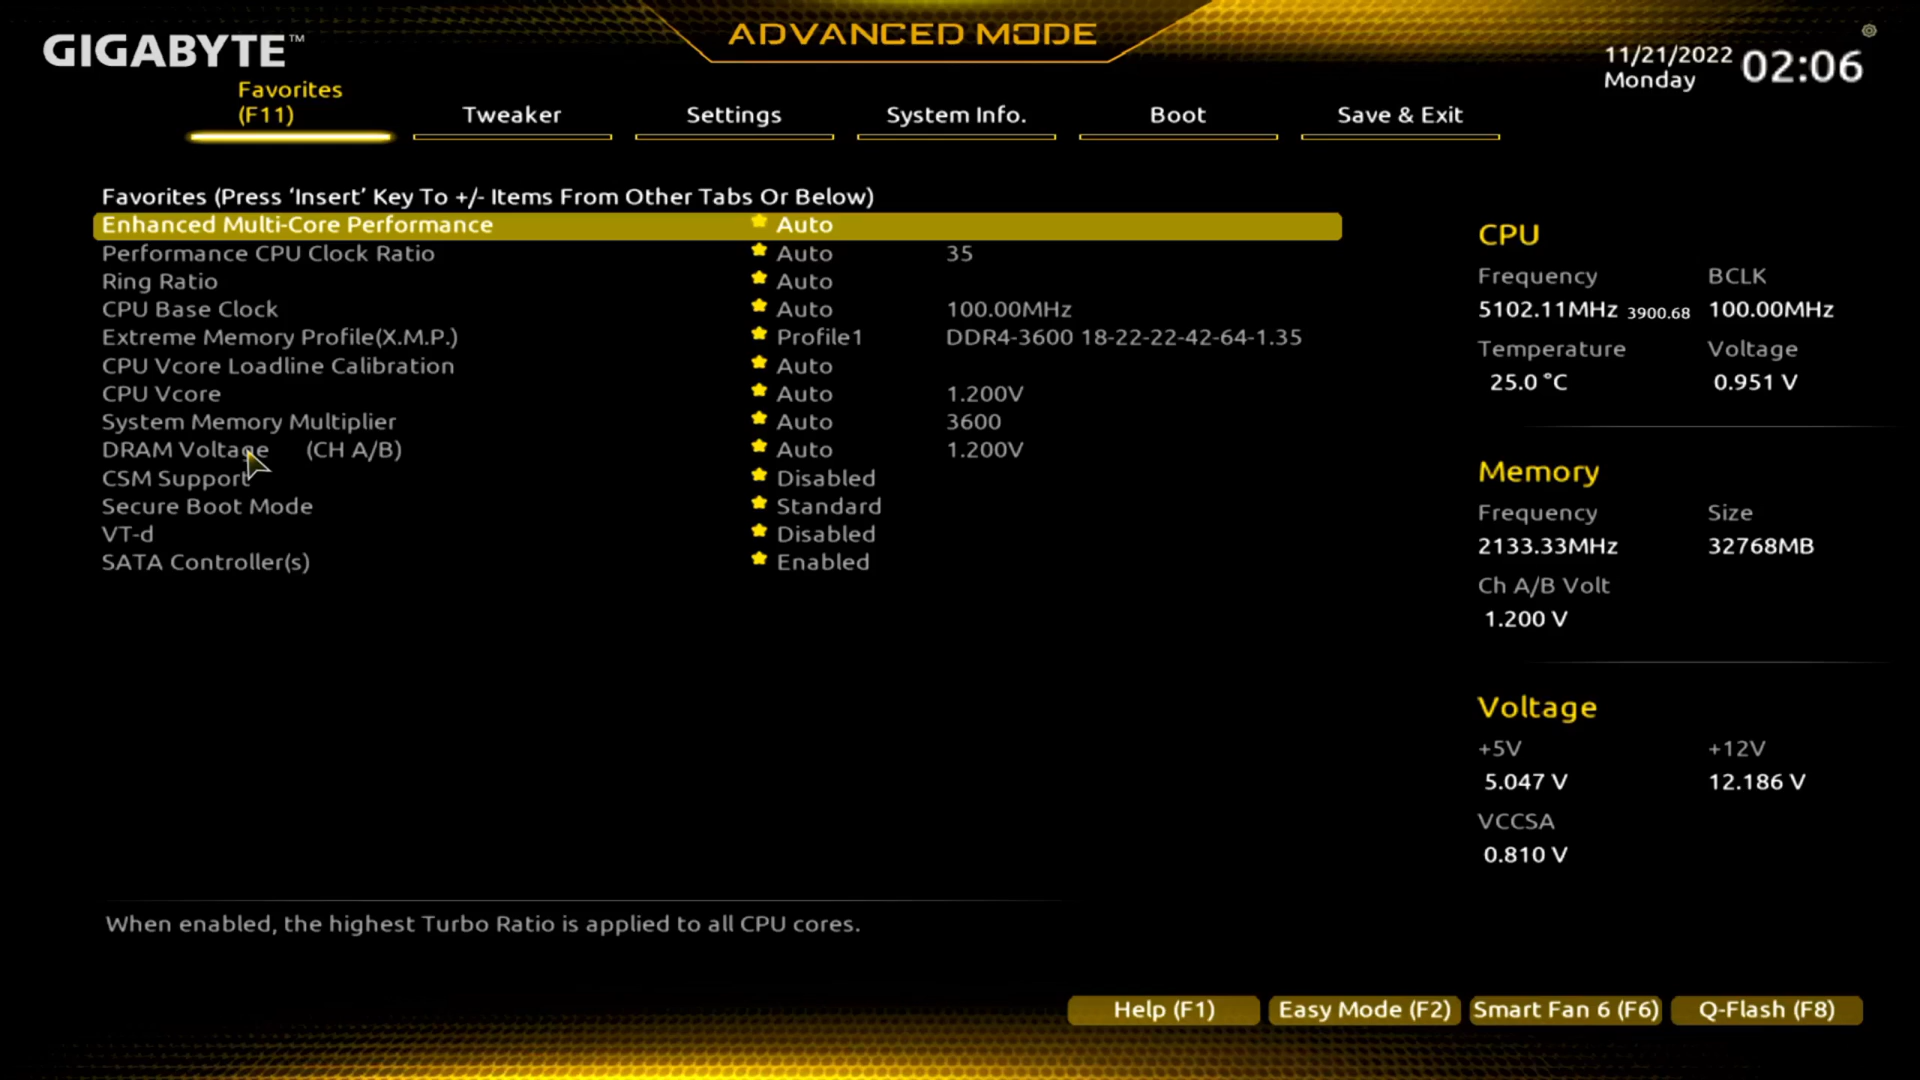 GIGABYTE™
ADVANCED MODE
11/21/2022
Monday
02:06
Favorites
(F11)
Tweaker
Settings
System Info.
Boot
Save & Exit
Favorites (Press ‘Insert’ Key To +/- Items From Other Tabs Or Below)
Enhanced Multi-Core Performance Auto
Performance CPU Clock Ratio Auto 35
Ring Ratio Auto
CPU Base Clock Auto 100.00MHz
Extreme Memory Profile(X.M.P.) Profile1 DDR4-3600 18-22-22-42-64-1.35
CPU Vcore Loadline Calibration Auto
CPU Vcore Auto 1.200V
System Memory Multiplier Auto 3600
DRAM Voltage (CH A/B) Auto 1.200V
CSM Support Disabled
Secure Boot Mode Standard
VT-d Disabled
SATA Controller(s) Enabled
CPU
Frequency BCLK
5102.11MHz 3900.68 100.00MHz
Temperature Voltage
25.0 °C 0.951 V
Memory
Frequency Size
2133.33MHz 32768MB
Ch A/B Volt
1.200 V
Voltage
+5V +12V
5.047 V 12.186 V
VCCSA
0.810 V
When enabled, the highest Turbo Ratio is applied to all CPU cores.
Help (F1) Easy Mode (F2) Smart Fan 6 (F6) Q-Flash (F8)